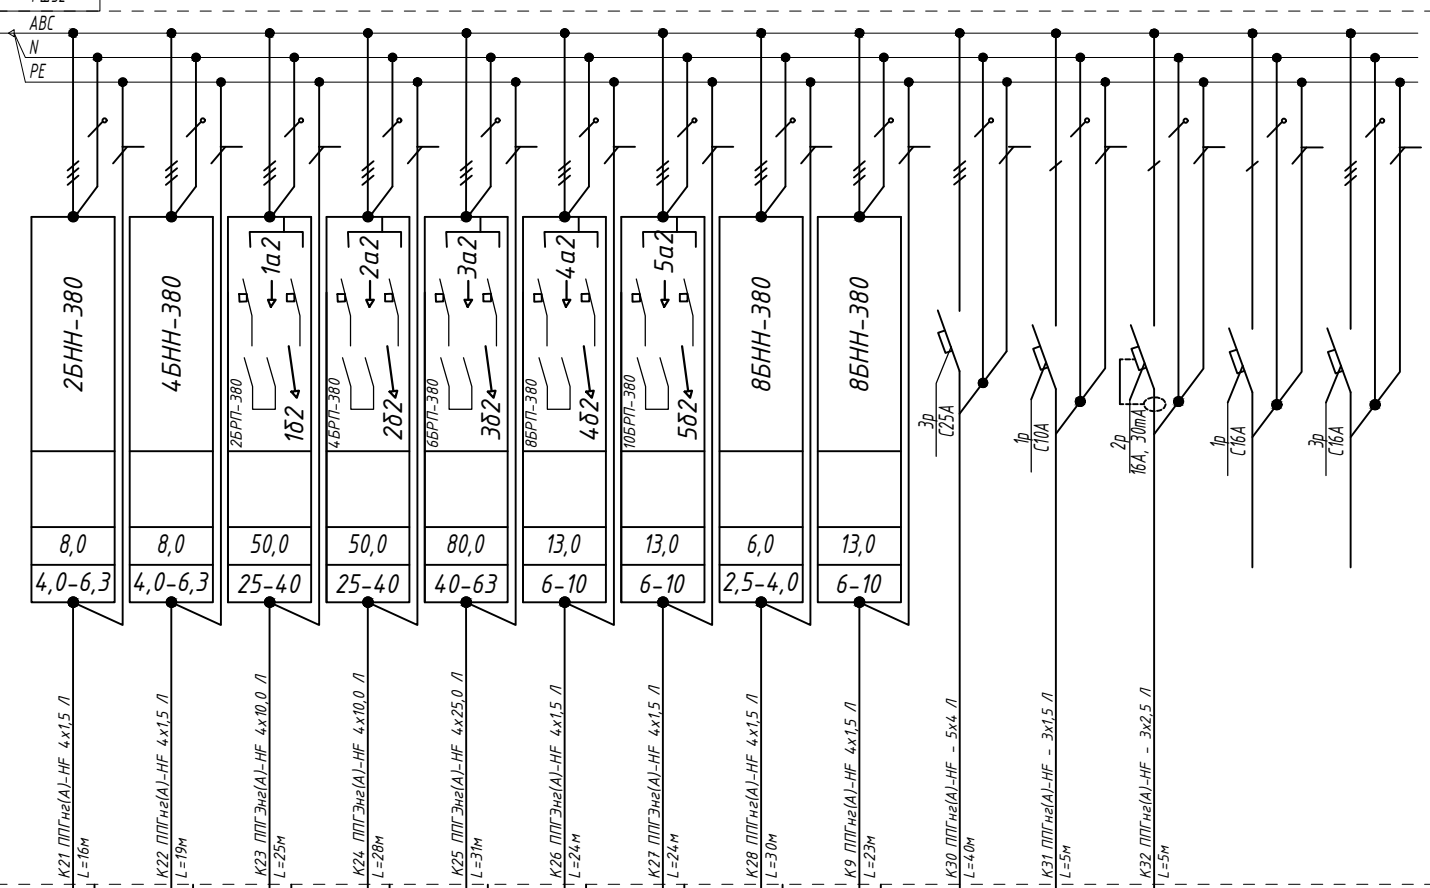 ABC
N
PE
2БНН-380
4БНН-380
1а2
2БРП-380
1б2
2а2
4БРП-380
2б2
3а2
6БРП-380
3б2
4а2
8БРП-380
4б2
5а2
10БРП-380
5б2
8БНН-380
8БНН-380
3р
С25А
1р
С10А
2р
16А, 30mA
1р
С16А
3р
С16А
8,0
8,0
50,0
50,0
80,0
13,0
13,0
6,0
13,0
4,0-6,3
4,0-6,3
25-40
25-40
40-63
6-10
6-10
2,5-4,0
6-10
К21 ППГнг(А)-HF 4х1,5 Л
L=16м
К22 ППГнг(А)-HF 4х1,5 Л
L=19м
К23 ППГЭнг(А)-HF 4х10,0 Л
L=25м
К24 ППГЭнг(А)-HF 4х10,0 Л
L=28м
К25 ППГЭнг(А)-HF 4х25,0 Л
L=31м
К26 ППГЭнг(А)-HF 4х1,5 Л
L=24м
К27 ППГЭнг(А)-HF 4х1,5 Л
L=24м
К28 ППГнг(А)-HF 4х1,5 Л
L=30м
К9 ППГнг(А)-HF 4х1,5 Л
L=23м
К30 ППГнг(А)-HF - 5х4 Л
L=40м
К31 ППГнг(А)-HF - 3х1,5 Л
L=5м
К32 ППГнг(А)-HF - 3х2,5 Л
L=5м